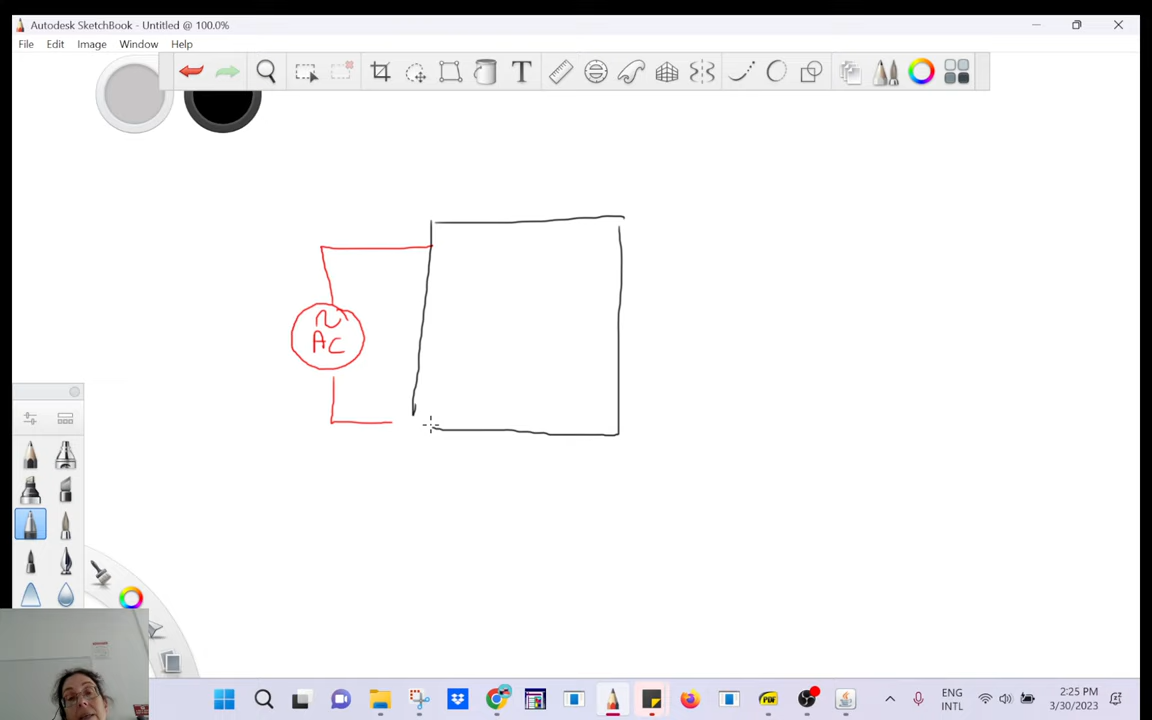 Autodesk SketchBook - Untitled @ 100.0%
File Edit Image Window Help
T
AC
PDF
ENG
INTL
2:25 PM
3/30/2023